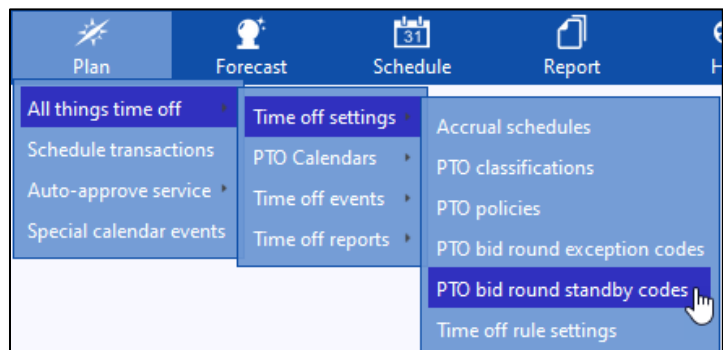 31
Plan
Forecast
Schedule
Report
All things time off
Schedule transactions
Auto-approve service
Special calendar events
Time off settings
PTO Calendars
Time off events
Time off reports
Accrual schedules
PTO classifications
PTO policies
PTO bid round exception codes
PTO bid round standby codes
Time off rule settings